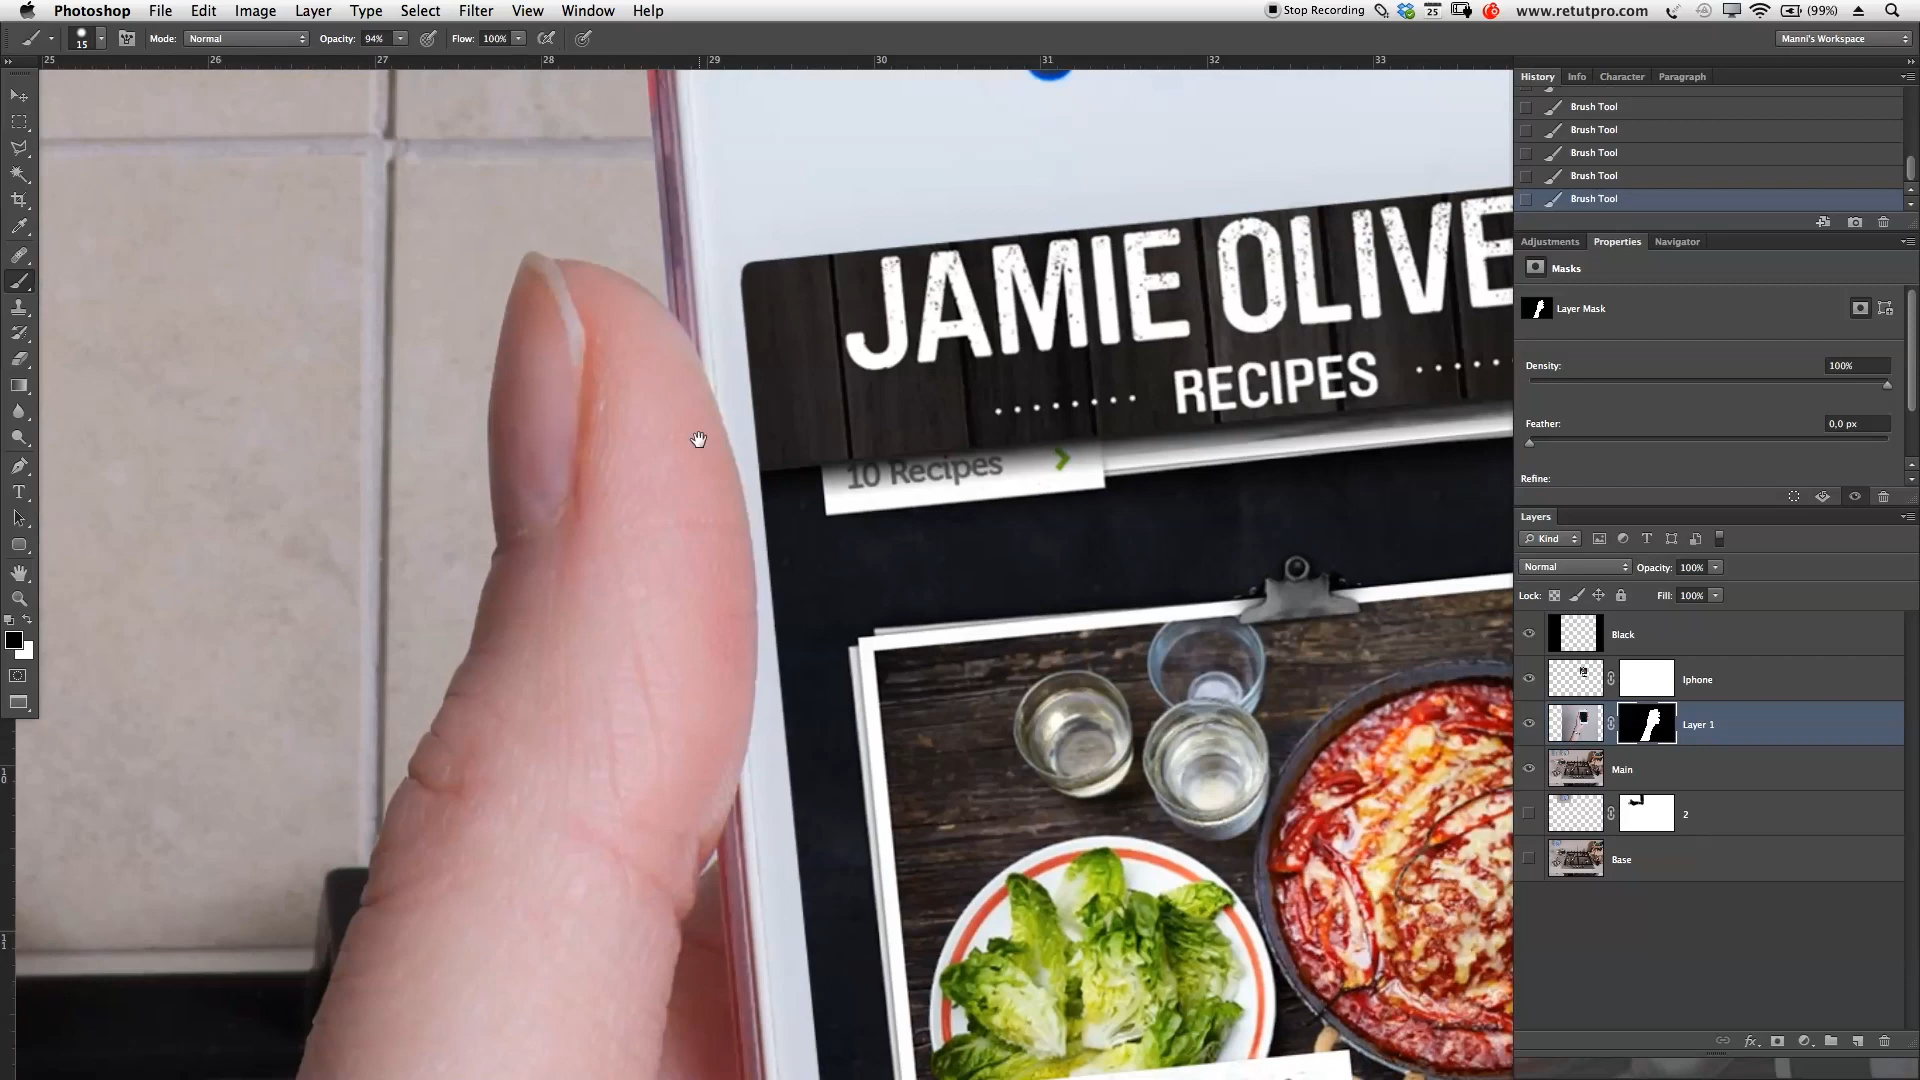 Photoshop File Edit Image Layer Type Select Filter View Window Help Stop Recording 25 www.retutpro.com (99%)
15 Mode: Normal Opacity: 94% Flow: 100% Manni's Workspace
25 26 27 28 29 30 31 32 33
History Info Character Paragraph
Brush Tool
Brush Tool
Brush Tool
Brush Tool
Brush Tool
Adjustments Properties Navigator
Masks
Layer Mask
Density: 100%
Feather: 0,0 px
Refine:
Layers
Kind
Normal Opacity: 100%
Lock: Fill: 100%
Black
Iphone
Layer 1
Main
2
Base
JAMIE OLIVE
RECIPES
10 Recipes
10
11